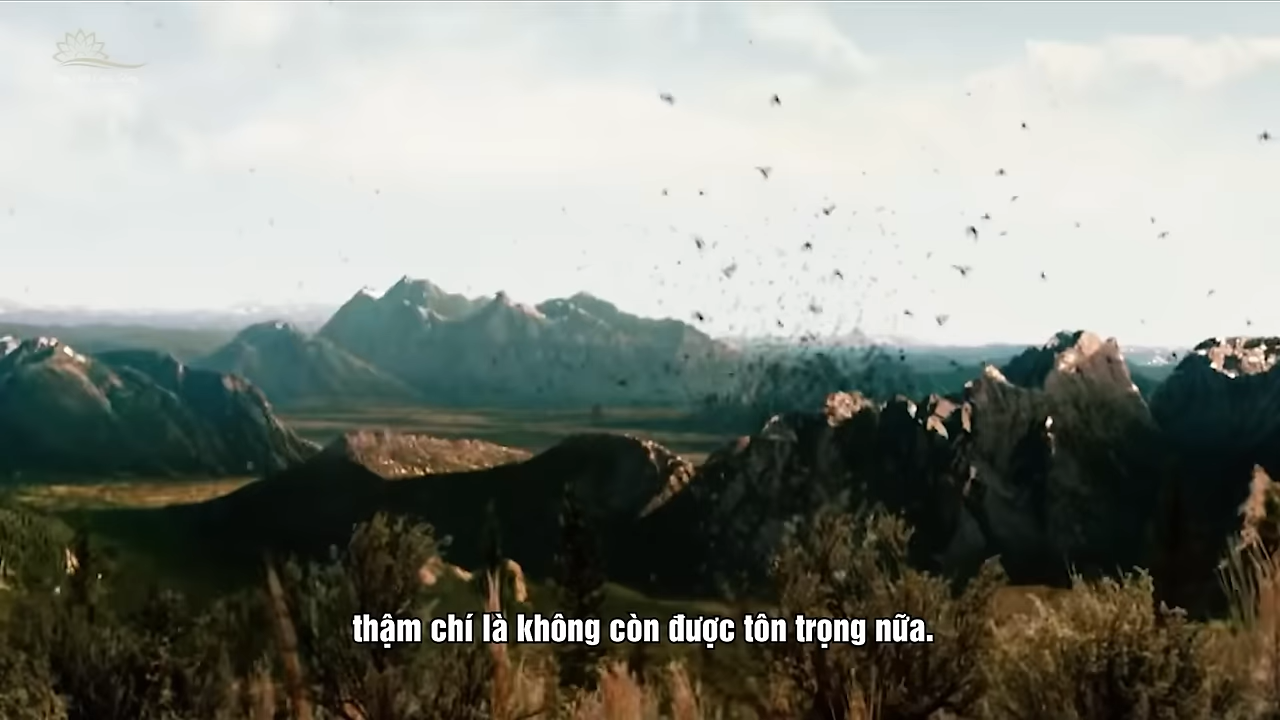 thậm chí là không còn được tôn trọng nữa.